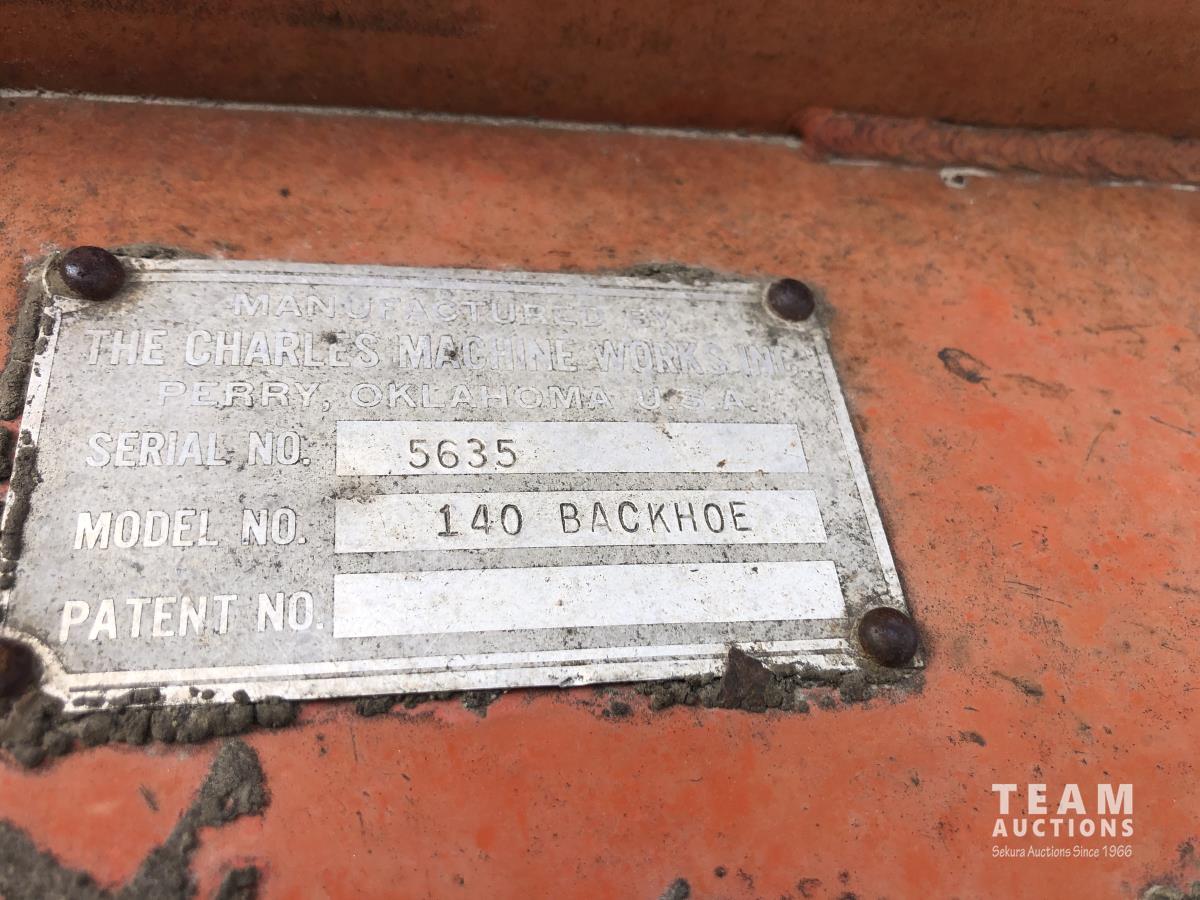 MANUFACTURED BY
THE CHARLES MACHINE WORKS, INC.
PERRY, OKLAHOMA U.S.A.
SERIAL NO. 5635
MODEL NO. 140 BACKHOE
PATENT NO.
TEAM
AUCTIONS
Sekura Auctions Since 1966